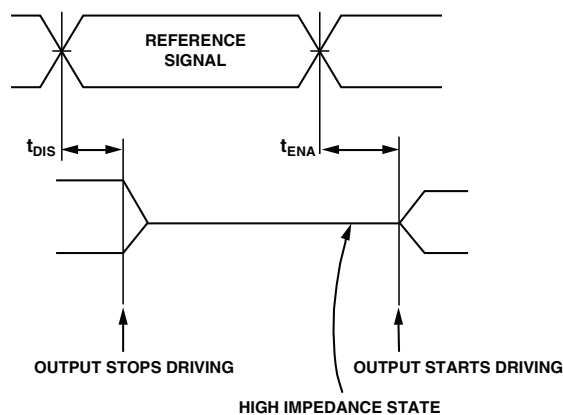 REFERENCE
SIGNAL
tDIS
tENA
OUTPUT STOPS DRIVING
OUTPUT STARTS DRIVING
HIGH IMPEDANCE STATE